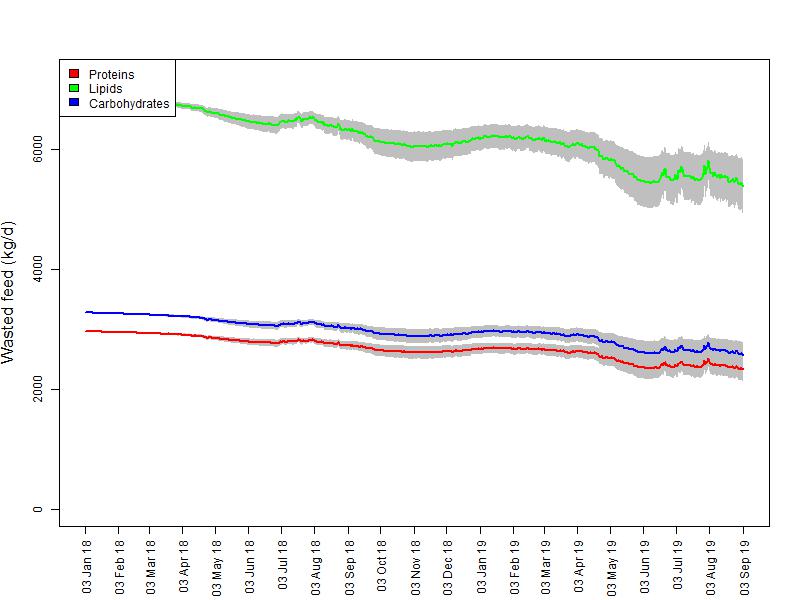 Proteins
Lipids
Carbohydrates
Wasted feed (kg/d)
6000
4000
2000
0
03 Jan 18
03 Feb 18
03 Mar 18
03 Apr 18
03 May 18
03 Jun 18
03 Jul 18
03 Aug 18
03 Sep 18
03 Oct 18
03 Nov 18
03 Dec 18
03 Jan 19
03 Feb 19
03 Mar 19
03 Apr 19
03 May 19
03 Jun 19
03 Jul 19
03 Aug 19
03 Sep 19